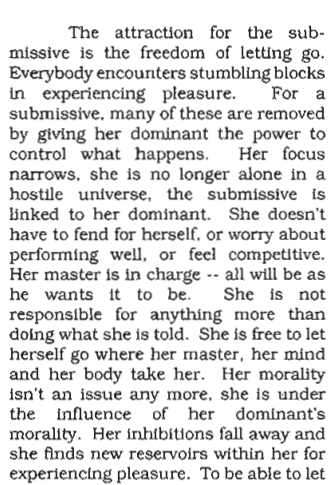 The attraction for the sub-
missive is the freedom of letting go.
Everybody encounters stumbling blocks
in experiencing pleasure. For a
submissive, many of these are removed
by giving her dominant the power to
control what happens. Her focus
narrows, she is no longer alone in a
hostile universe, the submissive is
linked to her dominant. She doesn't
have to fend for herself, or worry about
performing well, or feel competitive.
Her master is in charge -- all will be as
he wants it to be. She is not
responsible for anything more than
doing what she is told. She is free to let
herself go where her master, her mind
and her body take her. Her morality
isn't an issue any more, she is under
the influence of her dominant's
morality. Her inhibitions fall away and
she finds new reservoirs within her for
experiencing pleasure. To be able to let